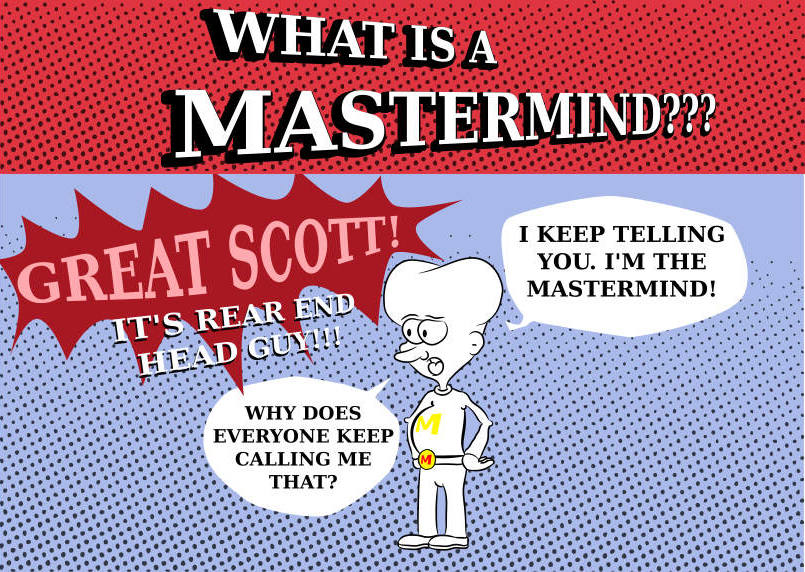 WHAT IS A
MASTERMIND???
GREAT SCOTT!
IT'S REAR END
HEAD GUY!!!
I KEEP TELLING
YOU. I'M THE
MASTERMIND!
WHY DOES
EVERYONE KEEP
CALLING ME
THAT?
M
M